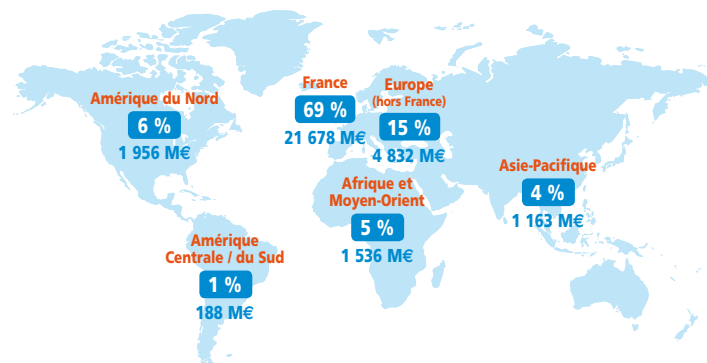 Amérique du Nord
6 %
1 956 M€
France
69 %
21 678 M€
Europe
(hors France)
15 %
4 832 M€
Asie-Pacifique
4 %
1 163 M€
Afrique et
Moyen-Orient
5 %
1 536 M€
Amérique
Centrale / du Sud
1 %
188 M€